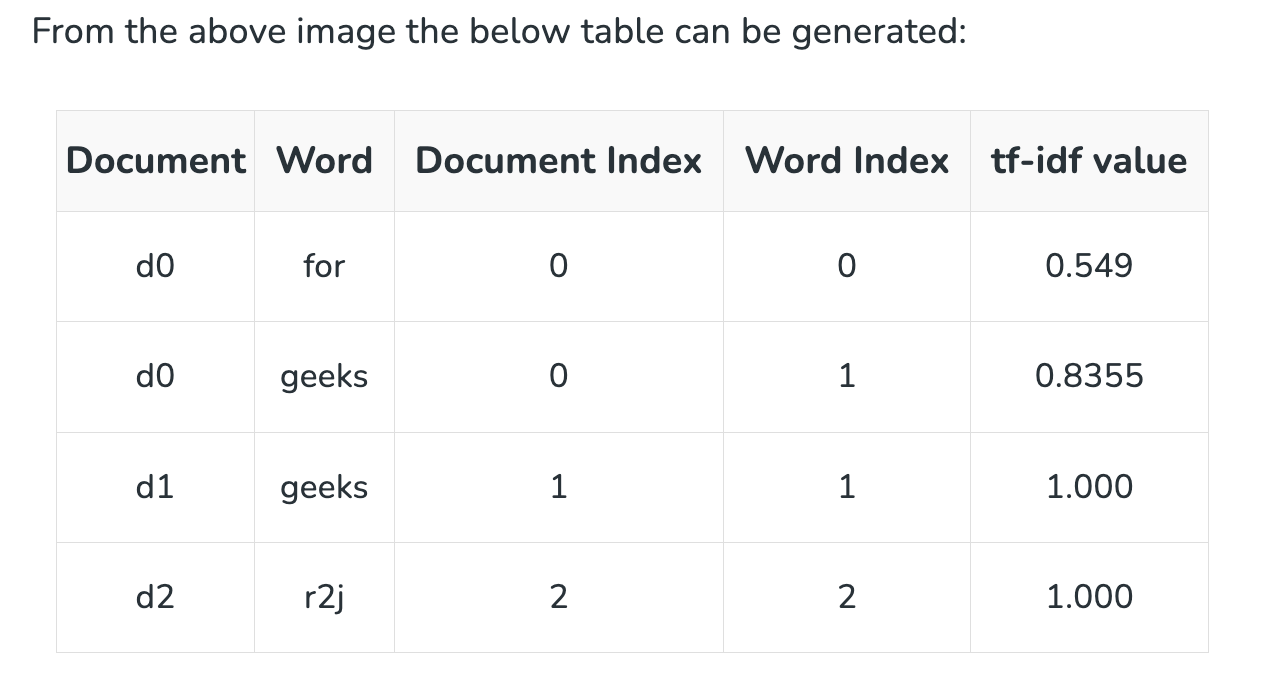 From the above image the below table can be generated:
Document Word Document Index Word Index tf-idf value
d0 for 0 0 0.549
d0 geeks 0 1 0.8355
d1 geeks 1 1 1.000
d2 r2j 2 2 1.000